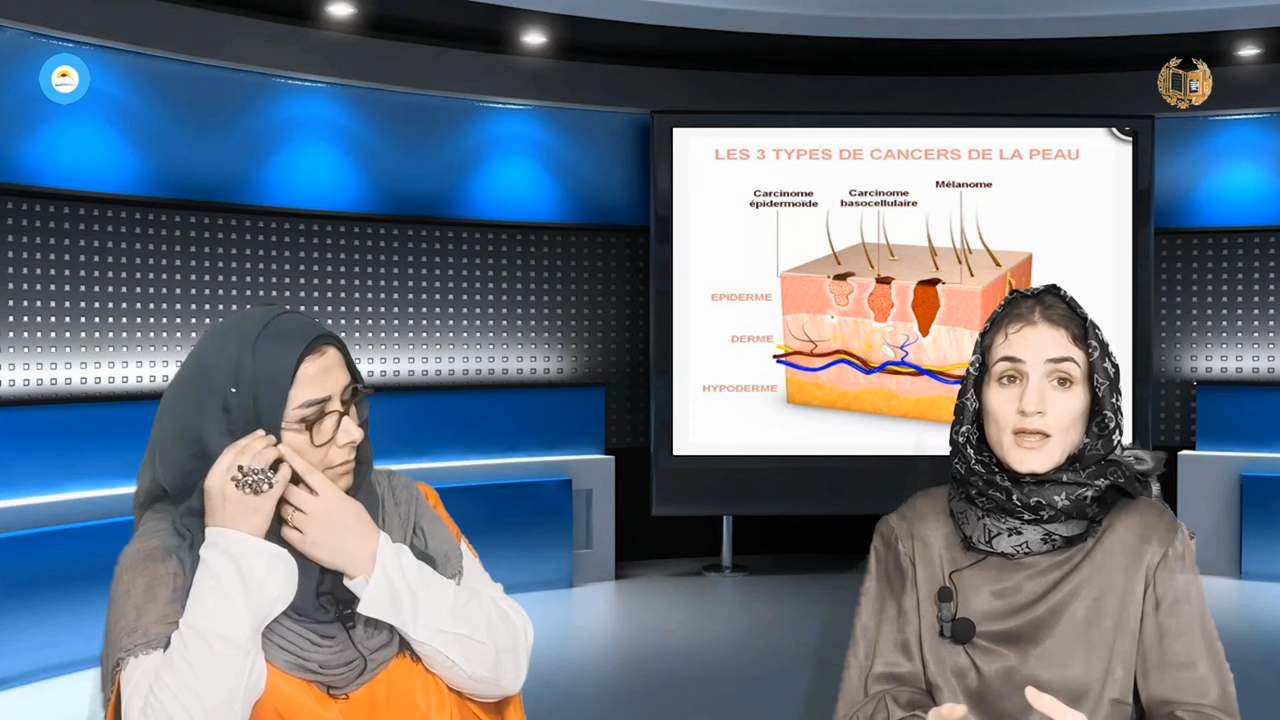 LES 3 TYPES DE CANCERS DE LA PEAU
Mélanome
Carcinome
épidermoïde
Carcinome
basocellulaire
EPIDERME
DERME
HYPODERME